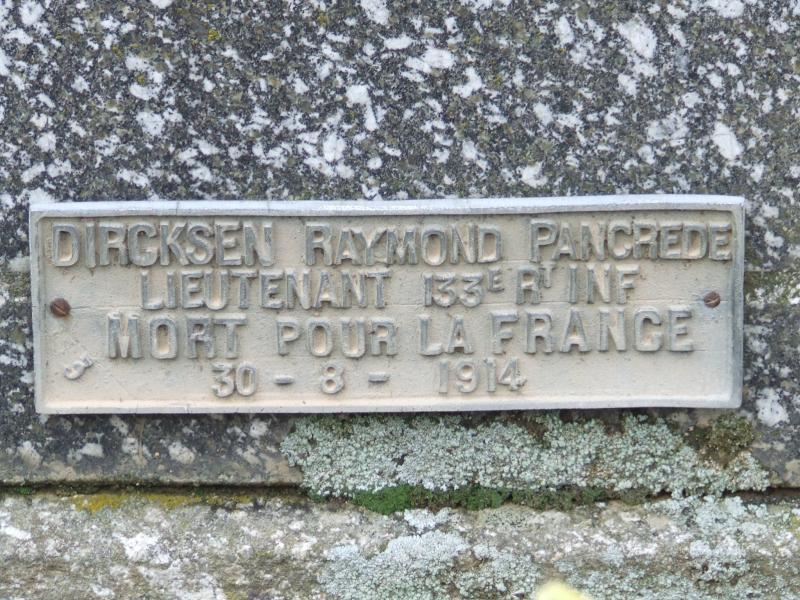 DIRCKSEN RAYMOND PANCREDE
LIEUTENANT 133E RT INF
MORT POUR LA FRANCE
30 - 8 - 1914